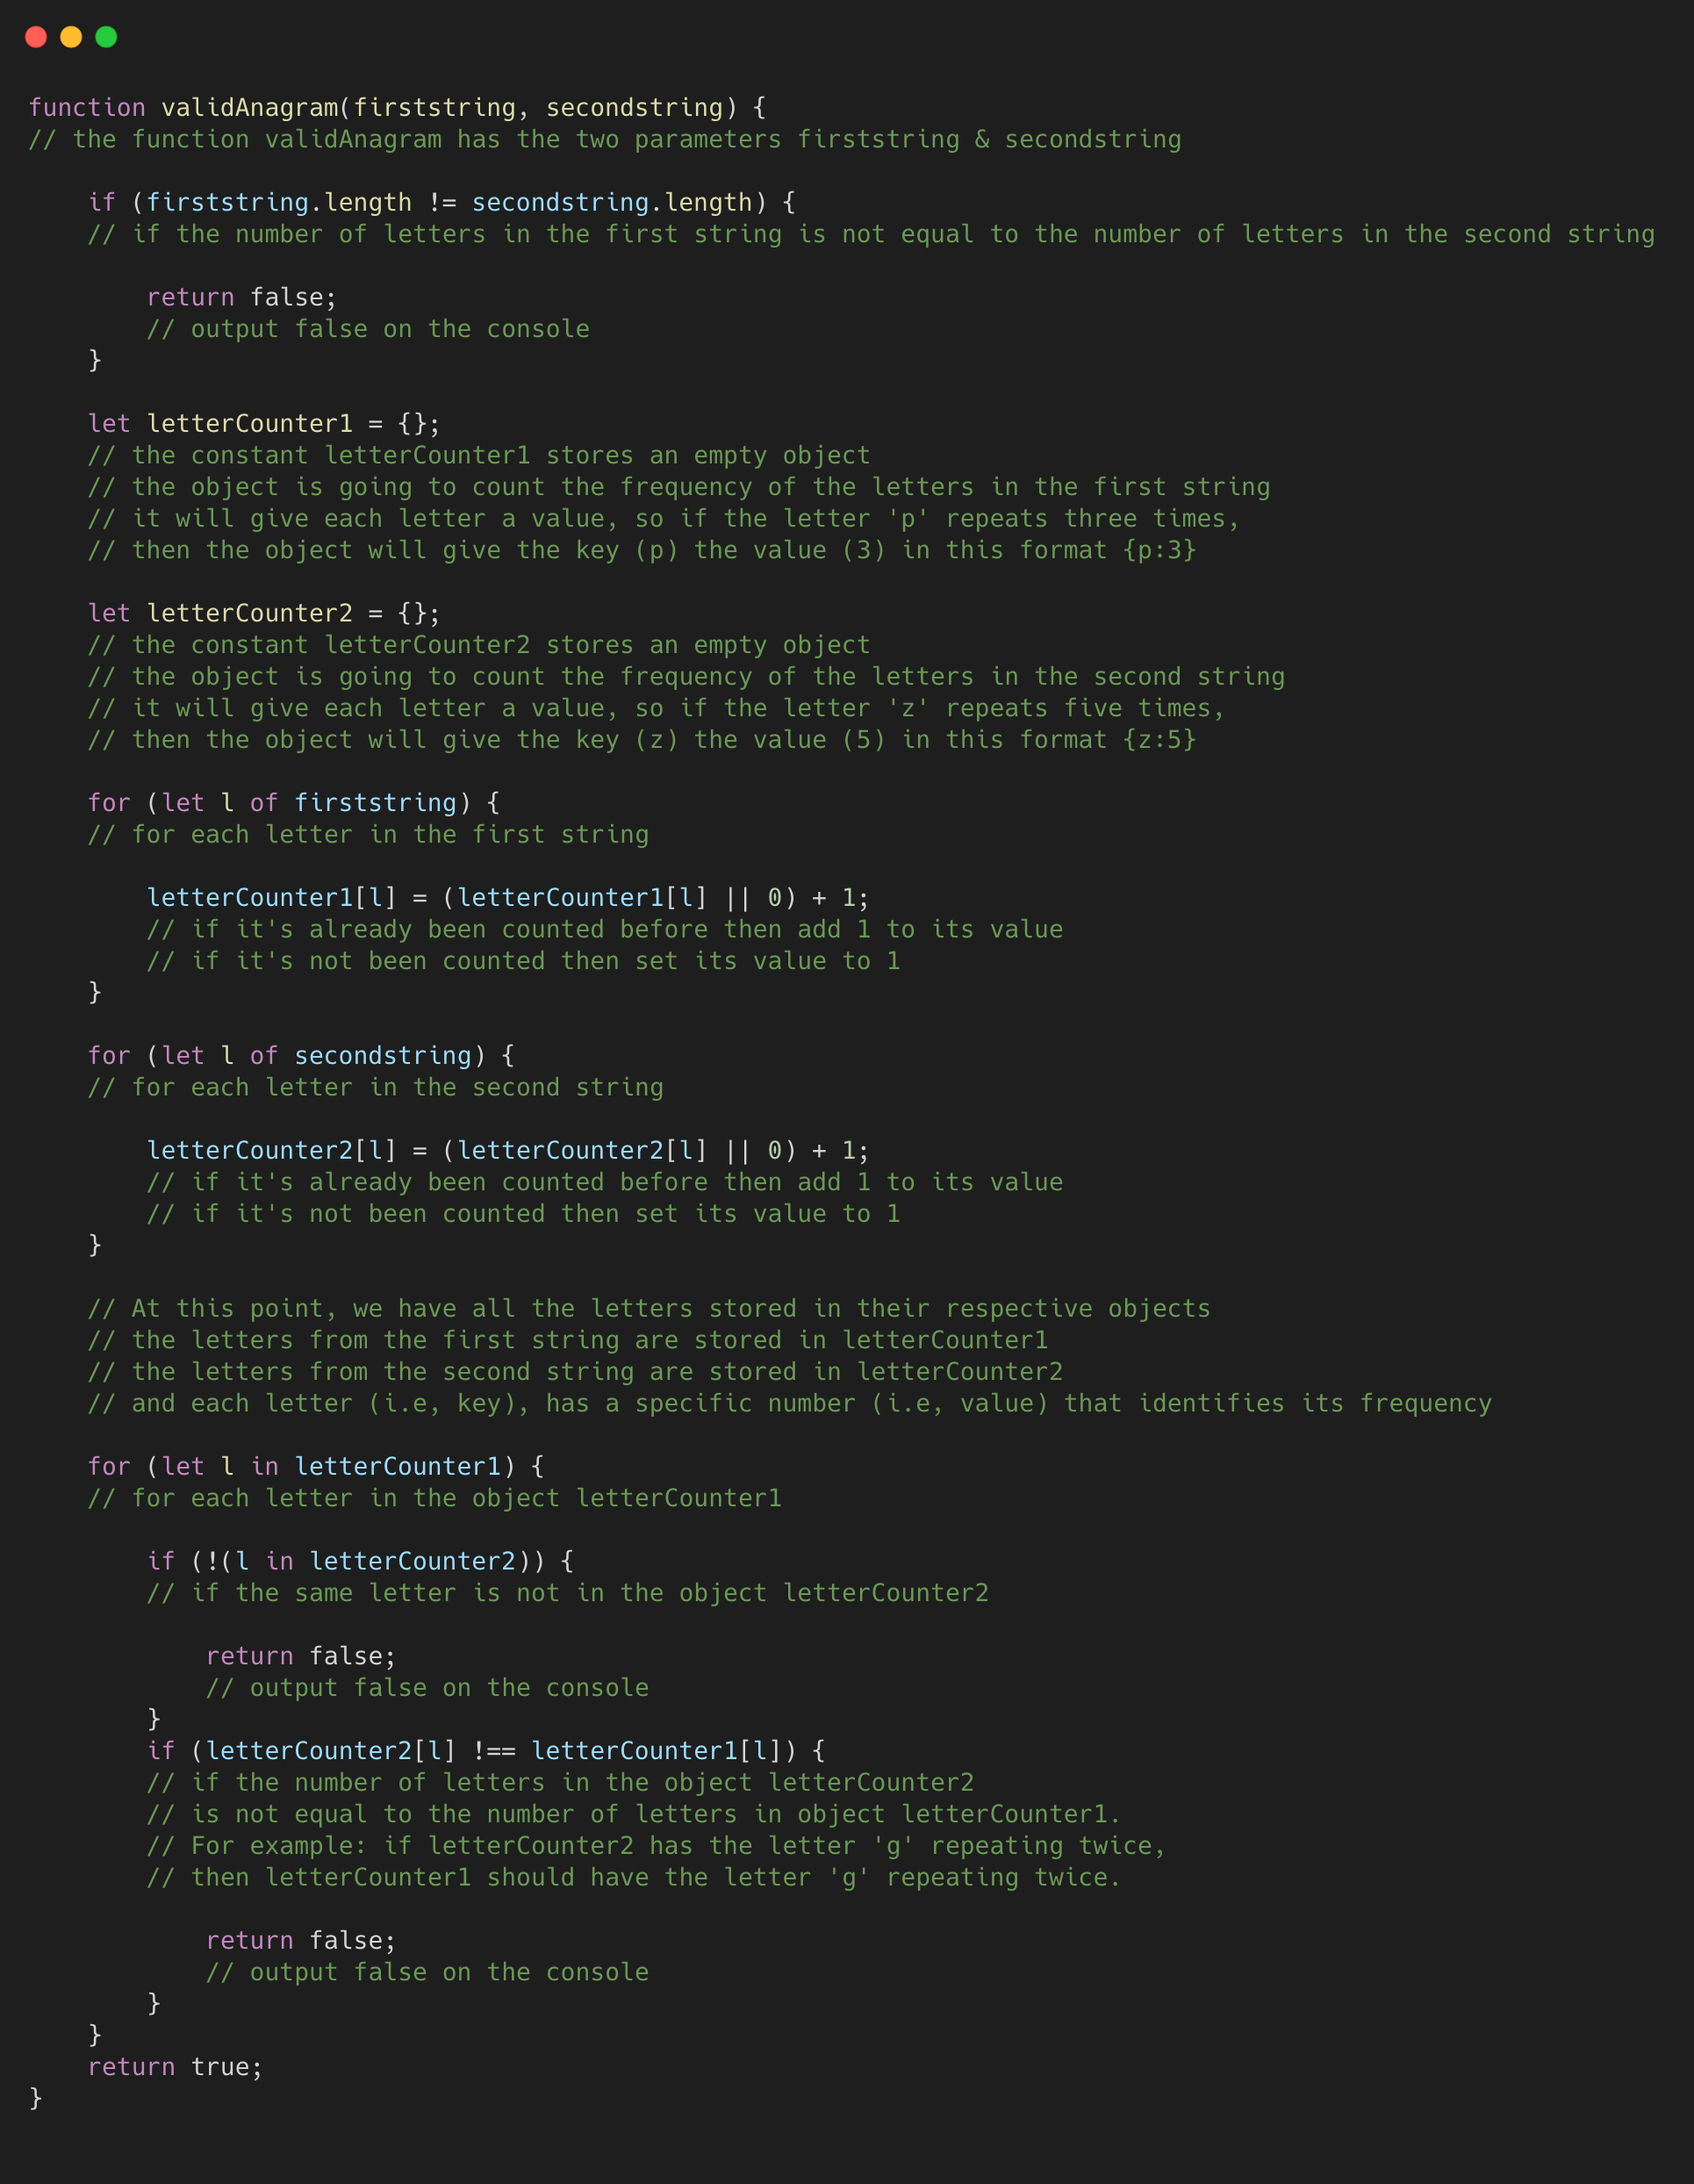 function validAnagram(firststring, secondstring) {
// the function validAnagram has the two parameters firststring & secondstring
if (firststring.length != secondstring.length) {
// if the number of letters in the first string is not equal to the number of letters in the second string
return false;
// output false on the console
}
let letterCounter1 = {};
// the constant letterCounter1 stores an empty object
// the object is going to count the frequency of the letters in the first string
// it will give each letter a value, so if the letter 'p' repeats three times,
// then the object will give the key (p) the value (3) in this format {p:3}
let letterCounter2 = {};
// the constant letterCounter2 stores an empty object
// the object is going to count the frequency of the letters in the second string
// it will give each letter a value, so if the letter 'z' repeats five times,
// then the object will give the key (z) the value (5) in this format {z:5}
for (let l of firststring) {
// for each letter in the first string
letterCounter1[l] = (letterCounter1[l] || 0) + 1;
// if it's already been counted before then add 1 to its value
// if it's not been counted then set its value to 1
}
for (let l of secondstring) {
// for each letter in the second string
letterCounter2[l] = (letterCounter2[l] || 0) + 1;
// if it's already been counted before then add 1 to its value
// if it's not been counted then set its value to 1
}
// At this point, we have all the letters stored in their respective objects
// the letters from the first string are stored in letterCounter1
// the letters from the second string are stored in letterCounter2
// and each letter (i.e, key), has a specific number (i.e, value) that identifies its frequency
for (let l in letterCounter1) {
// for each letter in the object letterCounter1
if (!(l in letterCounter2)) {
// if the same letter is not in the object letterCounter2
return false;
// output false on the console
}
if (letterCounter2[l] !== letterCounter1[l]) {
// if the number of letters in the object letterCounter2
// is not equal to the number of letters in object letterCounter1.
// For example: if letterCounter2 has the letter 'g' repeating twice,
// then letterCounter1 should have the letter 'g' repeating twice.
return false;
// output false on the console
}
}
return true;
}